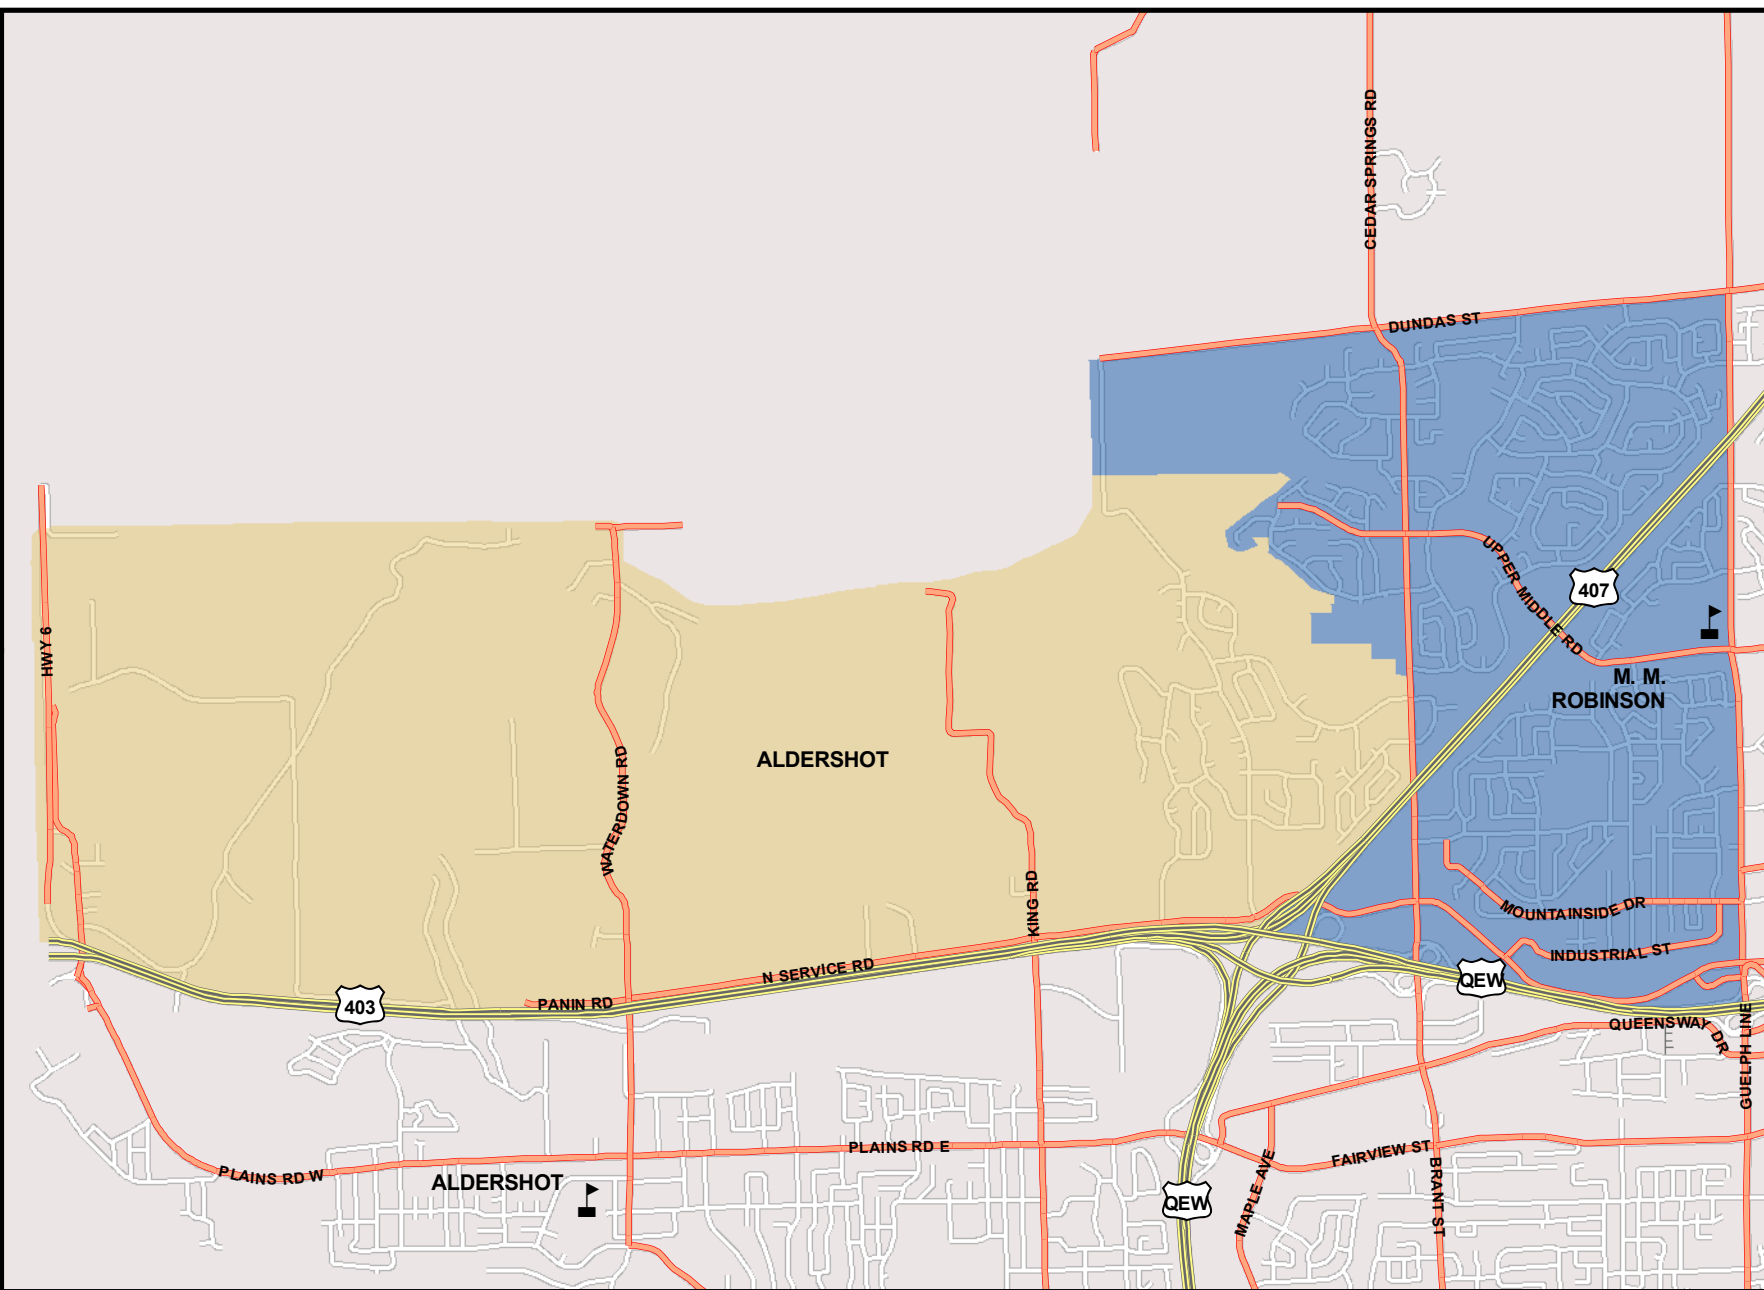 CEDAR SPRINGS RD
DUNDAS ST
UPPER MIDDLE RD
407
HWY 6
M. M.
ROBINSON
WATERDOWN RD
ALDERSHOT
KING RD
MOUNTAINSIDE DR
INDUSTRIAL ST
N SERVICE RD
QEW
403
PANIN RD
QUEENSWAY DR
GUELPH LINE
PLAINS RD E
FAIRVIEW ST
PLAINS RD W
ALDERSHOT
MAPLE AVE
BRANT ST
QEW